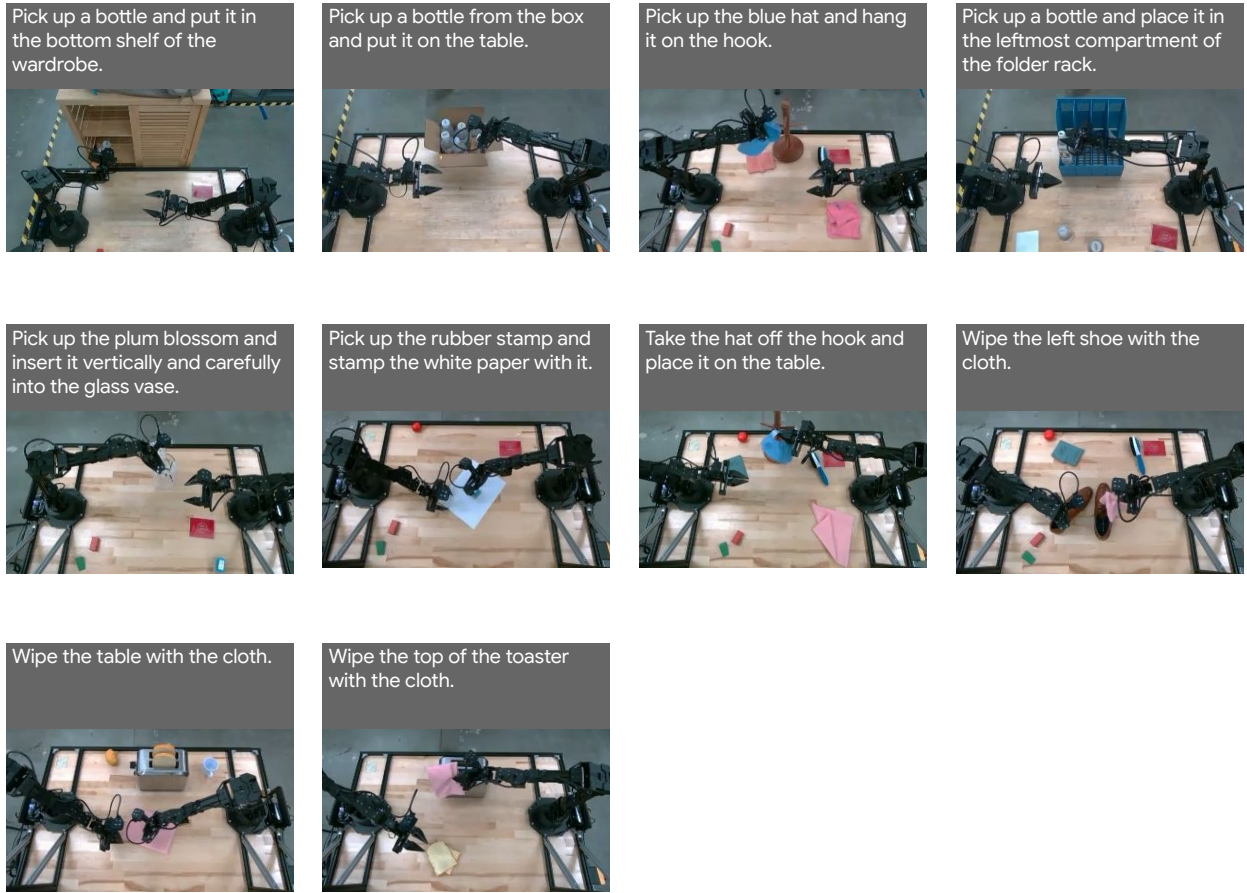 Pick up a bottle and put it in
the bottom shelf of the
wardrobe.
Pick up a bottle from the box
and put it on the table.
Pick up the blue hat and hang
it on the hook.
Pick up a bottle and place it in
the leftmost compartment of
the folder rack.
Pick up the plum blossom and
insert it vertically and carefully
into the glass vase.
Pick up the rubber stamp and
stamp the white paper with it.
Take the hat off the hook and
place it on the table.
Wipe the left shoe with the
cloth.
Wipe the table with the cloth.
Wipe the top of the toaster
with the cloth.